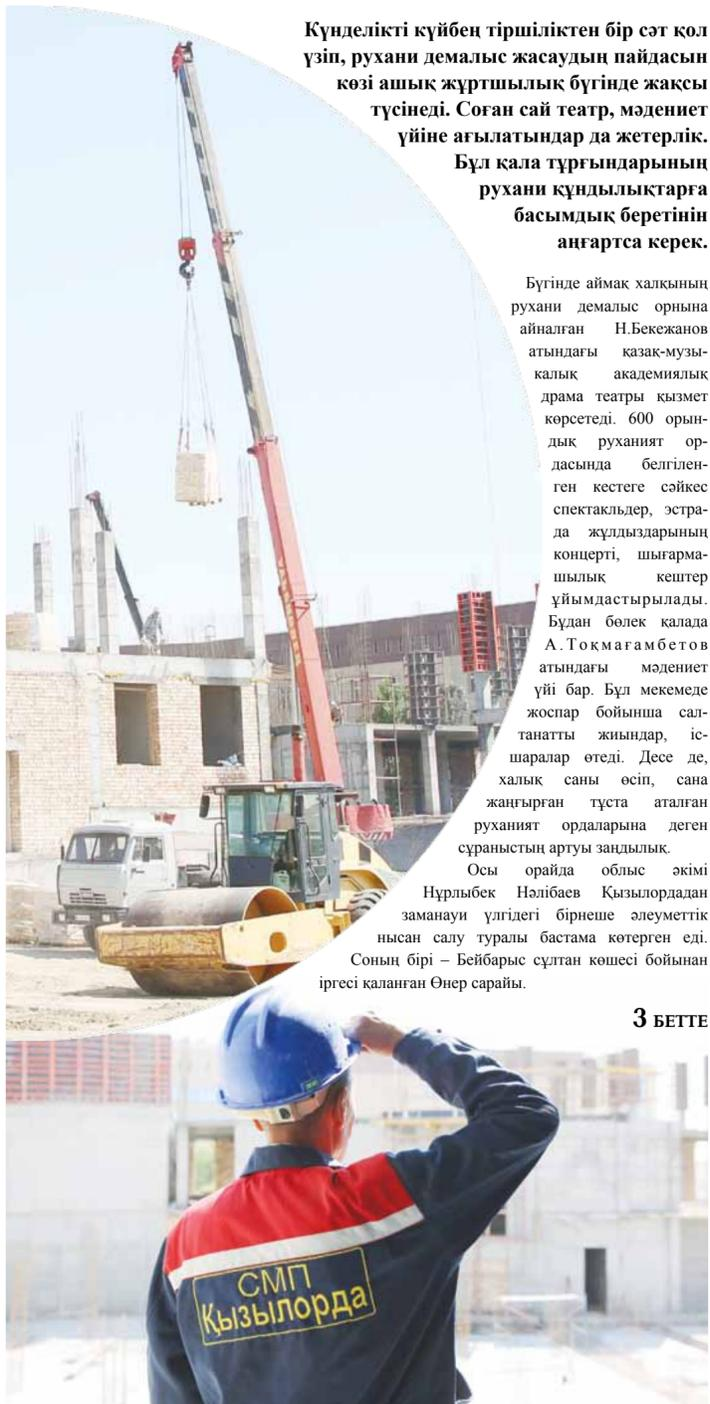 Күнделікті күйбең тіршіліктен бір сәт қол
үзіп, рухани демалыс жасаудың пайдасын
көзі ашық жұртшылық бүгінде жақсы
түсінеді. Соған сай театр, мәдениет
үйіне ағылатындар да жетерлік.
Бұл қала тұрғындарының
рухани құндылықтарға
басымдық беретінін
аңғартса керек.
Бүгінде аймақ халқының
рухани демалыс орнына
айналған Н.Бекежанов
атындағы қазақ-музы-
калық академиялық
драма театры қызмет
көрсетеді. 600 орын-
дық руханият ор-
дасында белгілен-
ген кестеге сәйкес
спектакльдер, эстра-
да жұлдыздарының
концерті, шығарма-
шылық кештер
ұйымдастырылады.
Бұдан бөлек қалада
А.Тоқмағамбетов
атындағы мәдениет
үйі бар. Бұл мекемеде
жоспар бойынша сал-
танатты жиындар, іс-
шаралар өтеді. Десе де,
халық саны өсіп, сана
жаңғырған тұста аталған
руханият ордаларына деген
сұраныстың артуы заңдылық.
Осы орайда облыс әкімі
Нұрлыбек Нәлібаев Қызылордадан
заманауи үлгідегі бірнеше әлеуметтік
нысан салу туралы бастама көтерген еді.
Соның бірі – Бейбарыс сұлтан көшесі бойынан
іргесі қаланған Өнер сарайы.
3 БЕТТЕ
СМП
Қызылорда